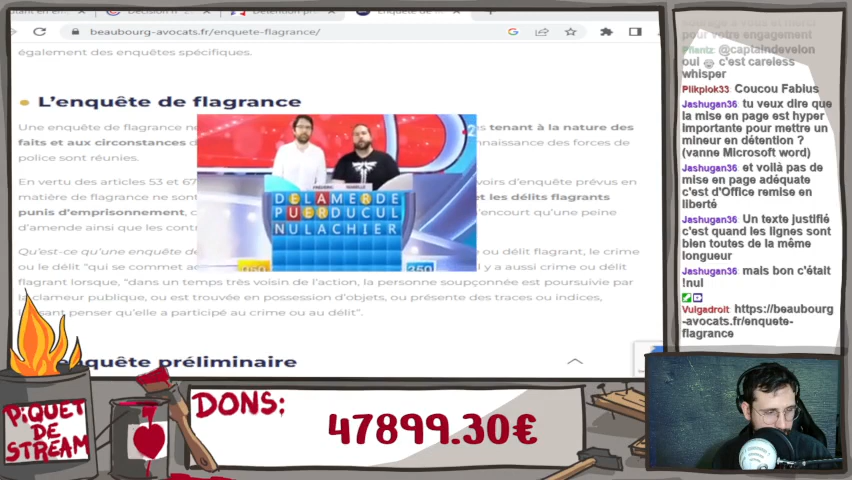 beaubourg-avocats.fr/enquete-flagrance/
également des enquêtes spécifiques.
L'enquête de flagrance
Une enquête de flagrance
tenant à la nature des
faits et aux circonstances
connaissance des forces de
police sont réunies.
En vertu des articles 53 et 67
d'enquête prévus en
matière de flagrance ne sont
et les délits flagrants
punis d'emprisonnement,
l'encourt qu'une peine
d'amende ainsi que les
Qu'est-ce qu'une enquête
ou délit flagrant, le crime
ou le délit "qui se commet
il y a aussi crime ou délit
flagrant lorsque, "dans un temps très voisin de l'action, la personne soupçonnée est poursuivie par
la clameur publique, ou est trouvée en possession d'objets, ou présente des traces ou indices,
laissant penser qu'elle a participé au crime ou au délit".
enquête préliminaire
DELAMERDE
PUERDUCUL
NULACHIER
350
pour votre engagement
Pflantz: @captaindevelon
oui c'est careless
whisper
Plikplok33 Coucou Fabius
Jashugan36 tu veux dire que
la mise en page est hyper
importante pour mettre un
mineur en détention ?
(vanne Microsoft word)
Jashugan36 et voilà pas de
mise en page adéquate
c'est d'Office remise en
liberté
Jashugan36 Un texte justifié
c'est quand les lignes sont
bien toutes de la même
longueur
Jashugan36 mais bon c'était
!nul
Vulgadroit: https://beaubourg
-avocats.fr/enquete-
flagrance
PiQUET
DE
STREAM
DONS:
47899.30€